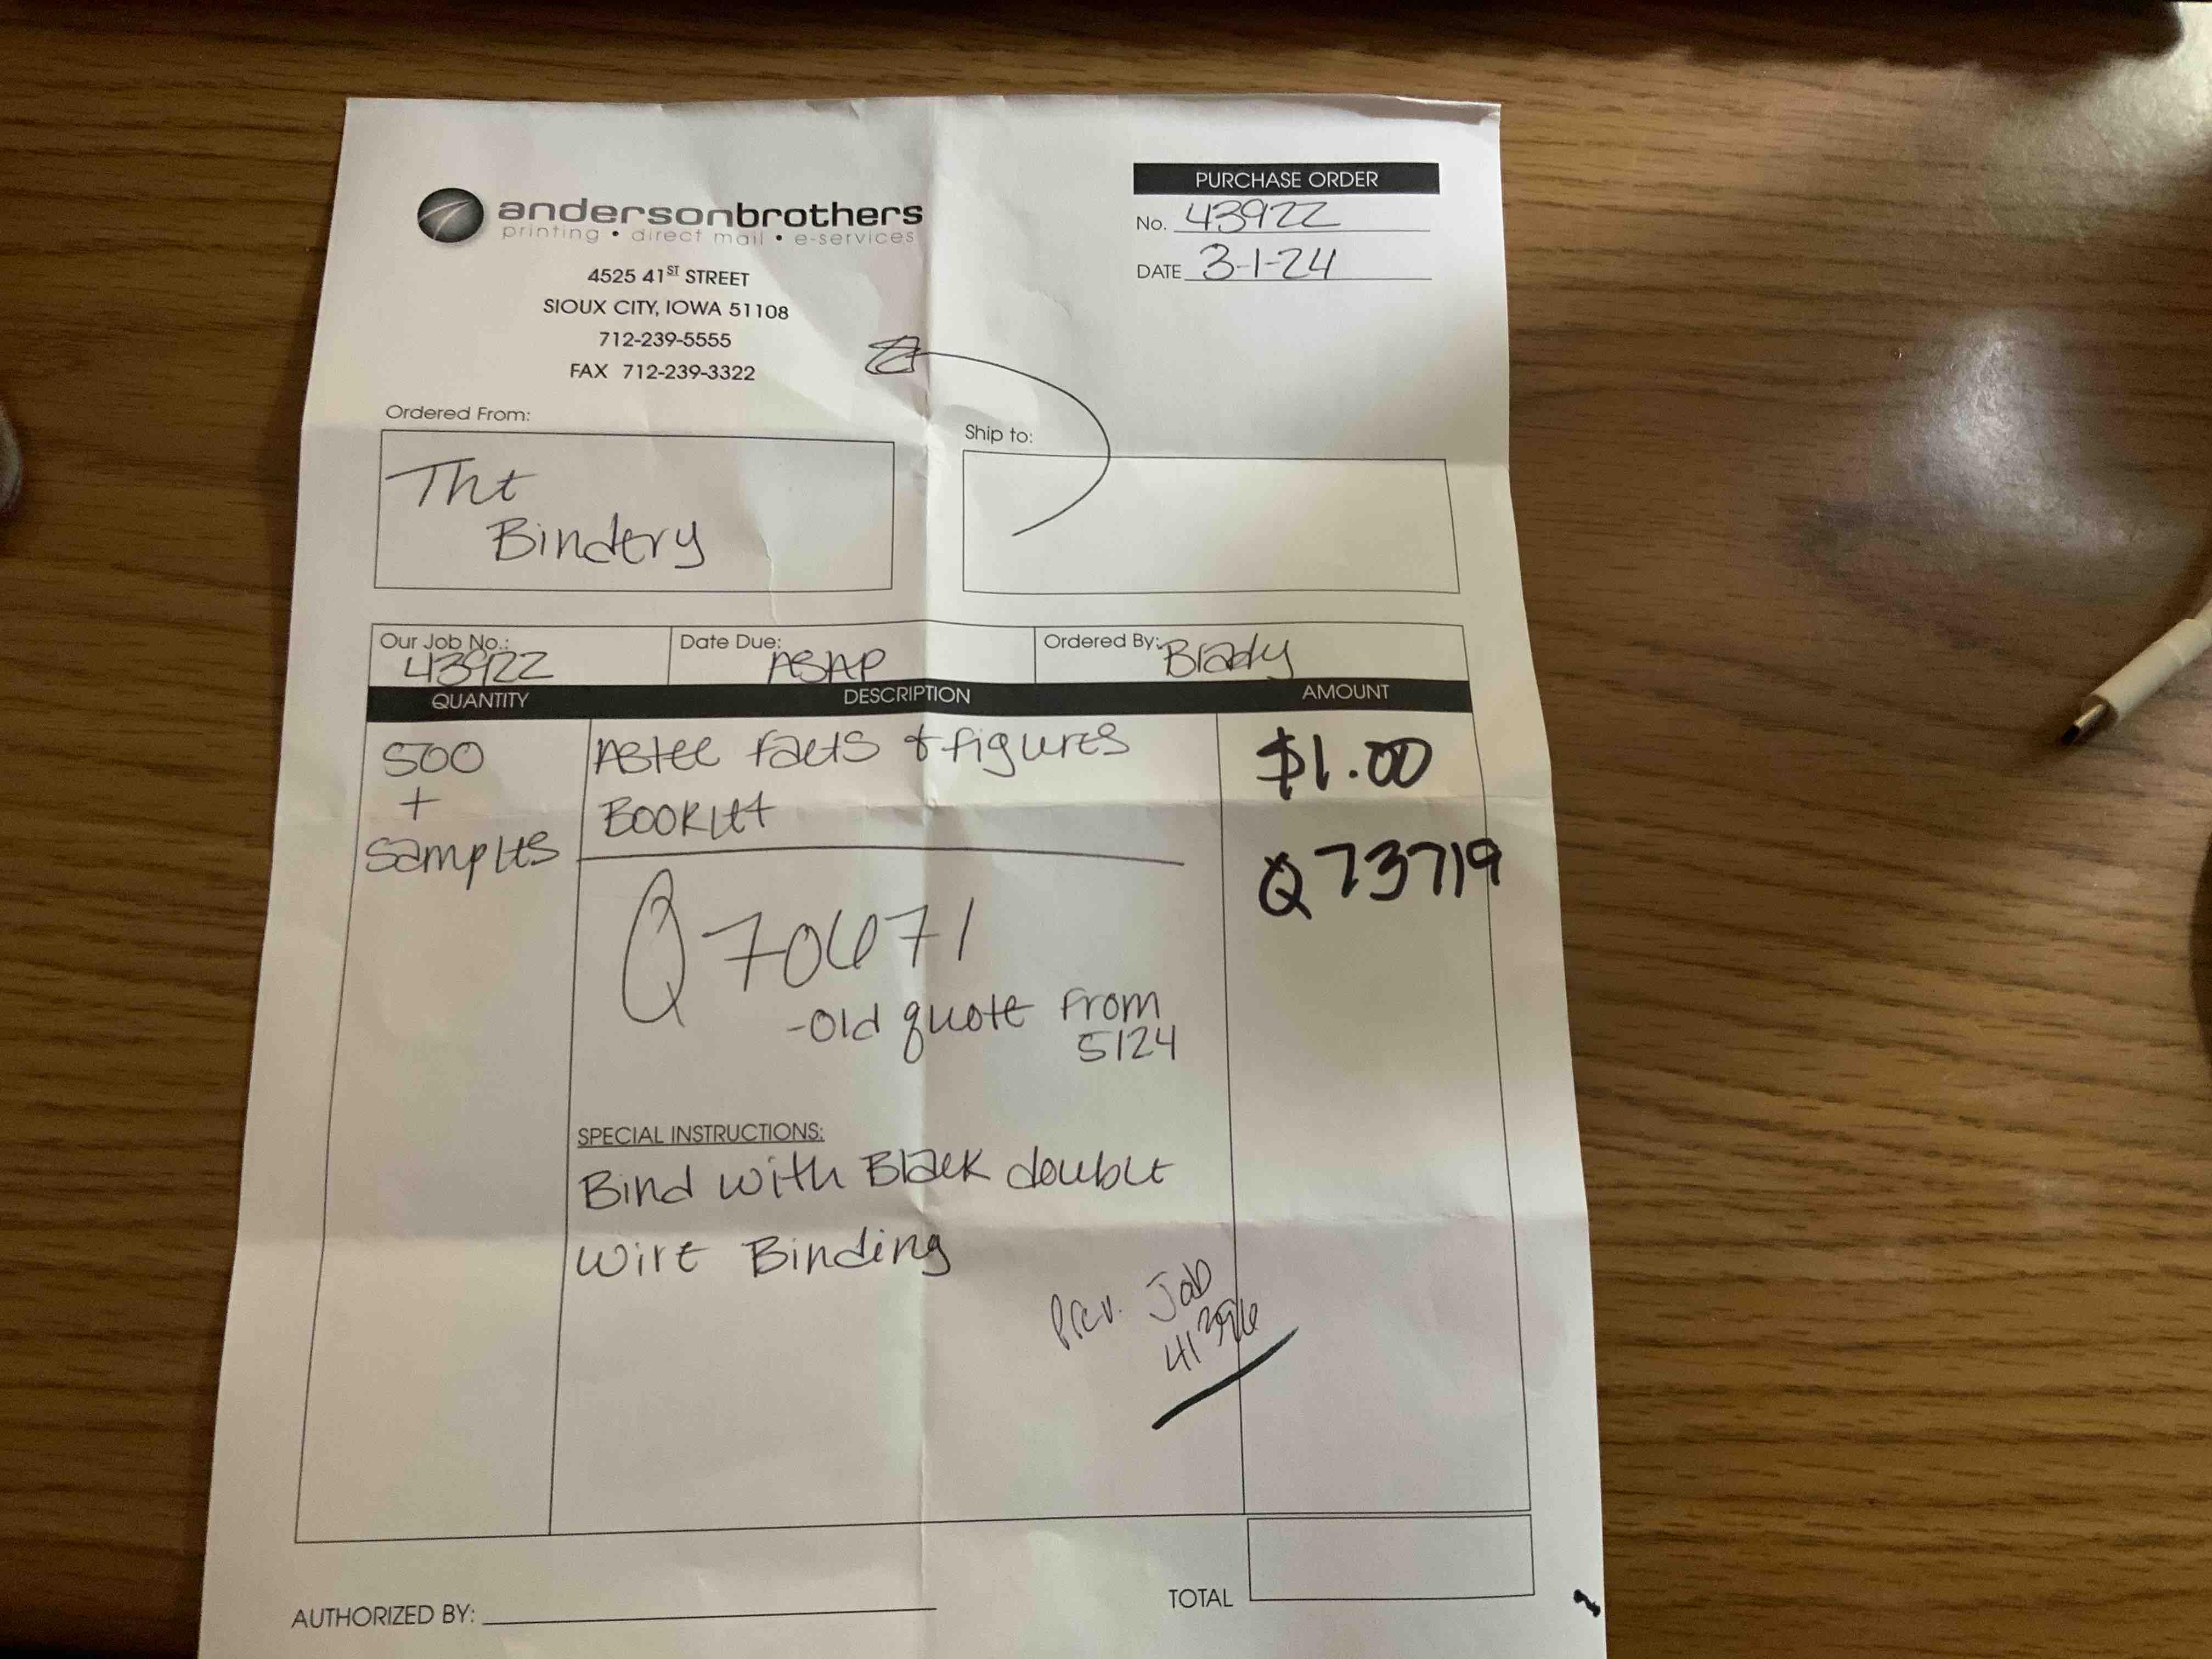 andersonbrothers
printing • direct mail • e-services
4525 41ST STREET
SIOUX CITY, IOWA 51108
712-239-5555
FAX 712-239-3322
PURCHASE ORDER
No. 43922
DATE 3-1-24
Ordered From:
The
Bindery
Ship to:
Our Job No.: 43922
Date Due: ASAP
Ordered By: Brady
QUANTITY DESCRIPTION AMOUNT
500
+
samples
Astec facts & figures
Booklet
$1.00
Q73719
Q70671
-old quote from
5124
SPECIAL INSTRUCTIONS:
Bind with Black double
wire Binding
Prev. Job
AUTHORIZED BY:
TOTAL